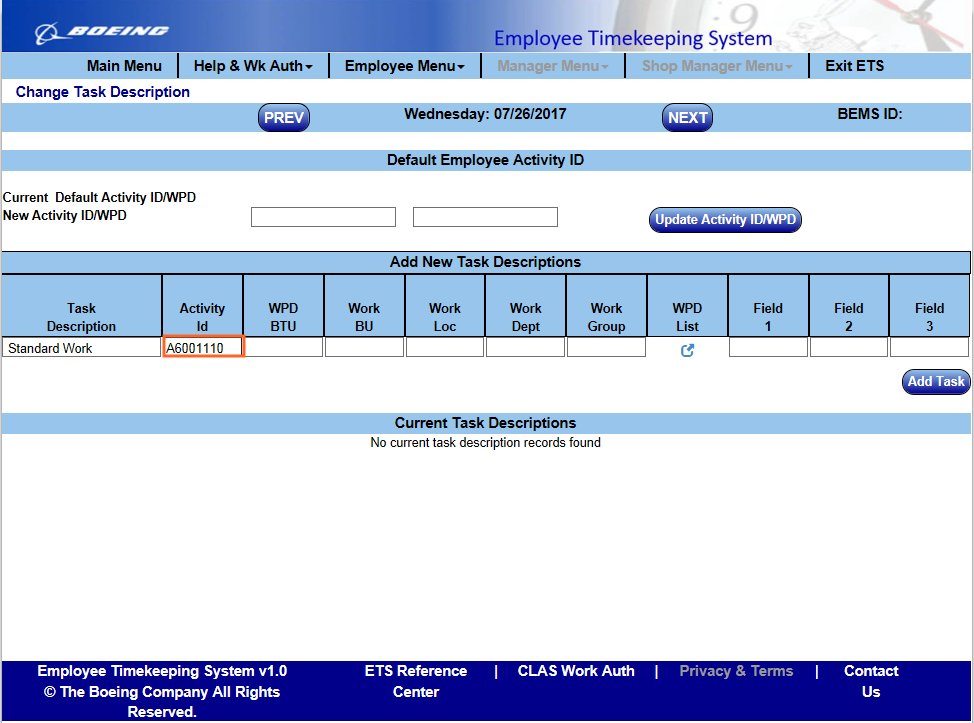 BOEING
9
Employee Timekeeping System
Main Menu Help & Wk Auth Employee Menu Manager Menu Shop Manager Menu Exit ETS
Change Task Description
PREV Wednesday: 07/26/2017 NEXT BEMS ID:
Default Employee Activity ID
Current Default Activity ID/WPD
New Activity ID/WPD Update Activity ID/WPD
Add New Task Descriptions
Task Activity WPD Work Work Work Work WPD Field Field Field
Description Id BTU BU Loc Dept Group List 1 2 3
Standard Work A6001110
Add Task
Current Task Descriptions
No current task description records found
Employee Timekeeping System v1.0 ETS Reference | CLAS Work Auth | Privacy & Terms | Contact
© The Boeing Company All Rights Center Us
Reserved.